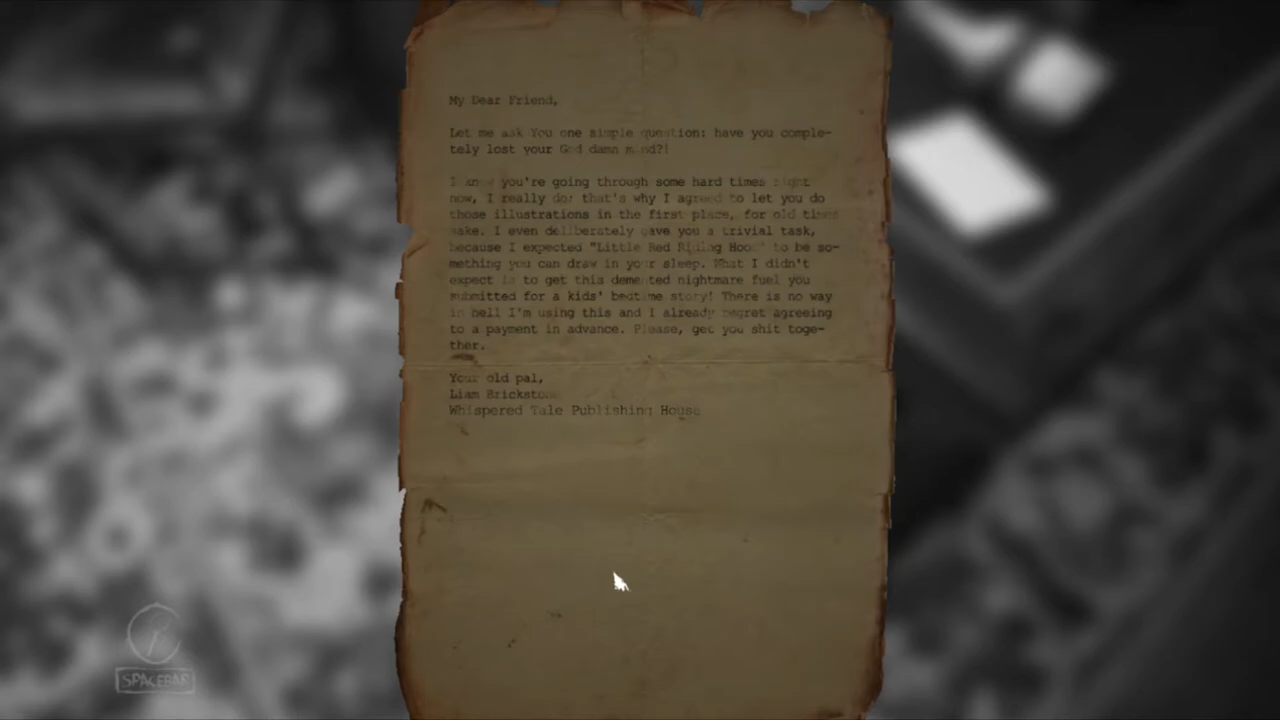 My Dear Friend,
Let me ask You one simple question: have you comple-
tely lost your God damn mind?!
I know you're going through some hard times right
now, I really do: that's why I agreed to let you do
those illustrations in the first place, for old times
sake. I even deliberately gave you a trivial task,
because I expected "Little Red Riding Hood" to be so-
mething you can draw in your sleep. What I didn't
expect is to get this demented nightmare fuel you
submitted for a kids' bedtime story! There is no way
in hell I'm using this and I already regret agreeing
to a payment in advance. Please, get you shit toge-
ther.
Your old pal,
Liam Brickstone
Whispered Tale Publishing House
SPACEBAR